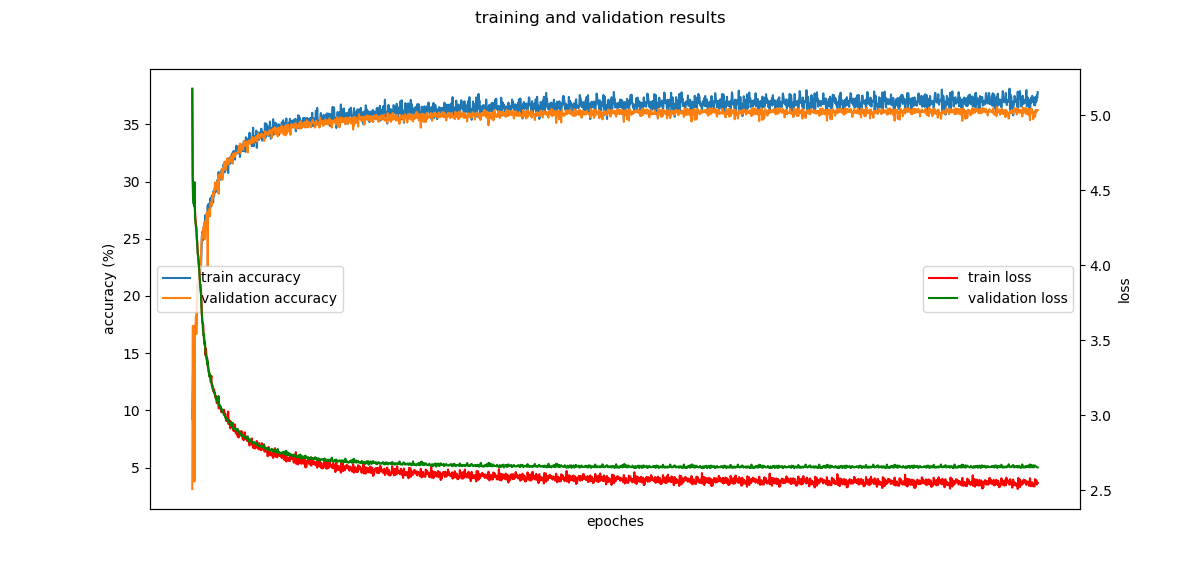 training and validation results
35
30
25
20
15
10
5
accuracy (%)
train accuracy
validation accuracy
train loss
validation loss
5.0
4.5
4.0
3.5
3.0
2.5
loss
epoches